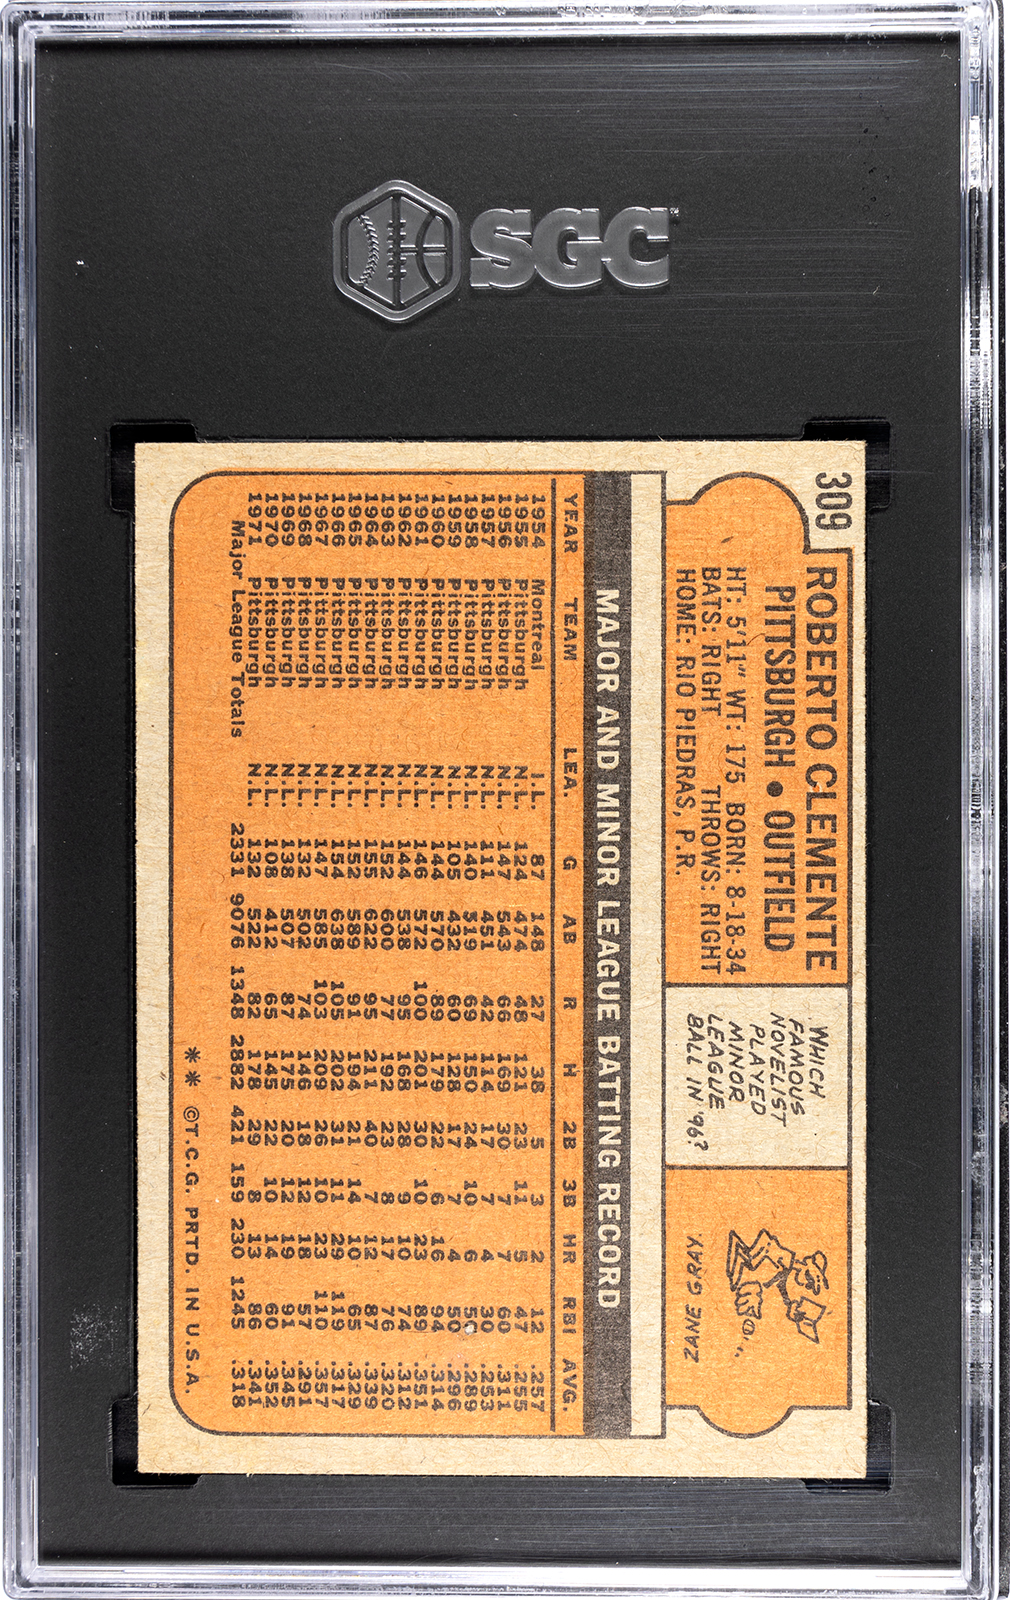 SGC
309
ROBERTO CLEMENTE
PITTSBURGH • OUTFIELD
HT: 5'11" WT: 175 BORN: 8-18-34
BATS: RIGHT THROWS: RIGHT
HOME: RIO PIEDRAS, P.R.
WHICH
FAMOUS
NOVELIST
PLAYED
MINOR
LEAGUE
BALL IN '96?
ZANE GRAY
MAJOR AND MINOR LEAGUE BATTING RECORD
YEAR TEAM LEA. G AB R H 2B 3B HR RBI AVG.
1954 Montreal I.L. 87 148 27 38 5 3 2 12 .257
1955 Pittsburgh N.L. 124 474 48 121 23 11 5 47 .255
1956 Pittsburgh N.L. 147 543 66 169 30 7 7 60 .311
1957 Pittsburgh N.L. 111 451 42 114 17 7 4 30 .253
1958 Pittsburgh N.L. 140 519 69 150 24 10 6 50 .289
1959 Pittsburgh N.L. 105 432 60 128 17 7 4 50 .296
1960 Pittsburgh N.L. 144 570 89 179 22 6 16 94 .314
1961 Pittsburgh N.L. 146 572 100 201 30 10 23 89 .351
1962 Pittsburgh N.L. 144 538 95 168 28 9 10 74 .312
1963 Pittsburgh N.L. 152 600 77 192 23 8 17 76 .320
1964 Pittsburgh N.L. 155 622 95 211 40 7 12 87 .339
1965 Pittsburgh N.L. 152 589 91 194 21 14 10 65 .329
1966 Pittsburgh N.L. 154 638 105 202 31 11 29 119 .317
1967 Pittsburgh N.L. 147 585 103 209 26 10 23 110 .357
1968 Pittsburgh N.L. 132 502 74 146 18 12 18 57 .291
1969 Pittsburgh N.L. 138 507 87 175 20 12 19 91 .345
1970 Pittsburgh N.L. 108 412 65 145 22 10 14 60 .352
1971 Pittsburgh N.L. 132 522 82 178 29 8 13 86 .341
Major League Totals 2331 9076 1348 2882 421 159 230 1245 .318
** ©T.C.G. PRTD. IN U.S.A.